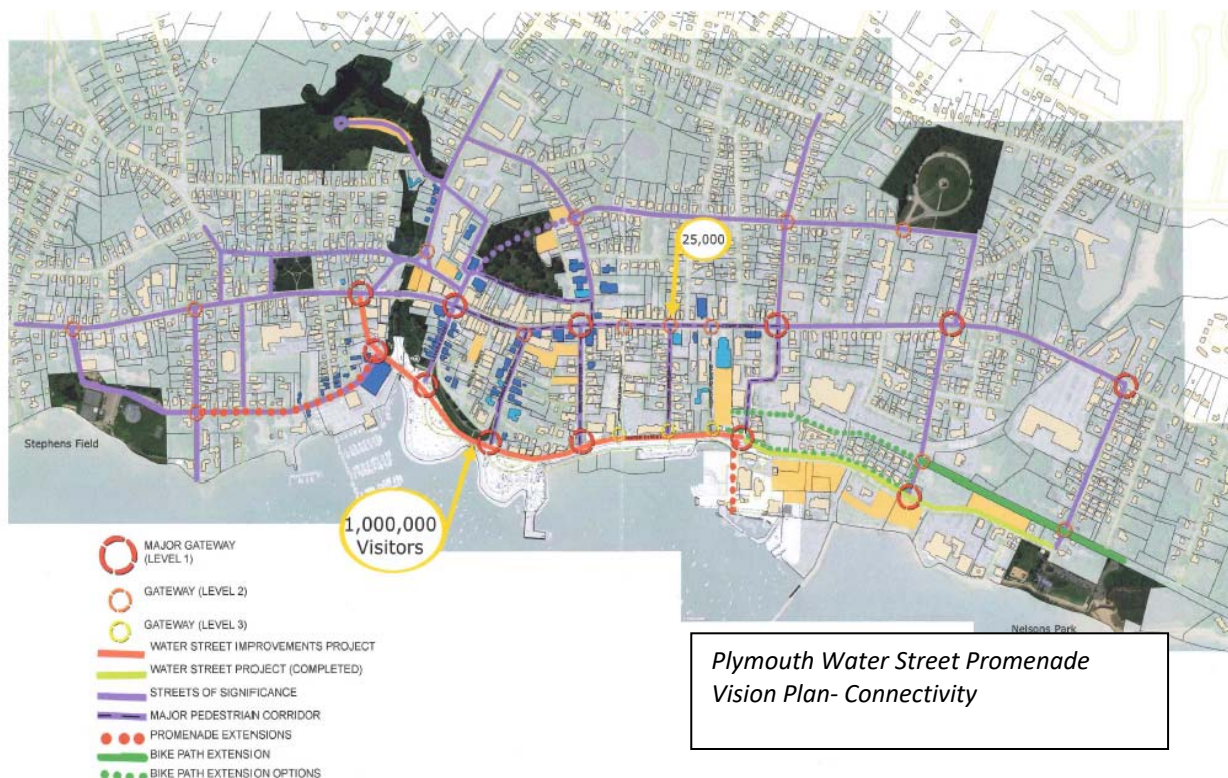 25,000
Stephens Field
1,000,000
Visitors
MAJOR GATEWAY
(LEVEL 1)
GATEWAY (LEVEL 2)
GATEWAY (LEVEL 3)
WATER STREET IMPROVEMENTS PROJECT
WATER STREET PROJECT (COMPLETED)
STREETS OF SIGNIFICANCE
MAJOR PEDESTRIAN CORRIDOR
PROMENADE EXTENSIONS
BIKE PATH EXTENSION
BIKE PATH EXTENSION OPTIONS
Nelsons Park
Plymouth Water Street Promenade
Vision Plan- Connectivity